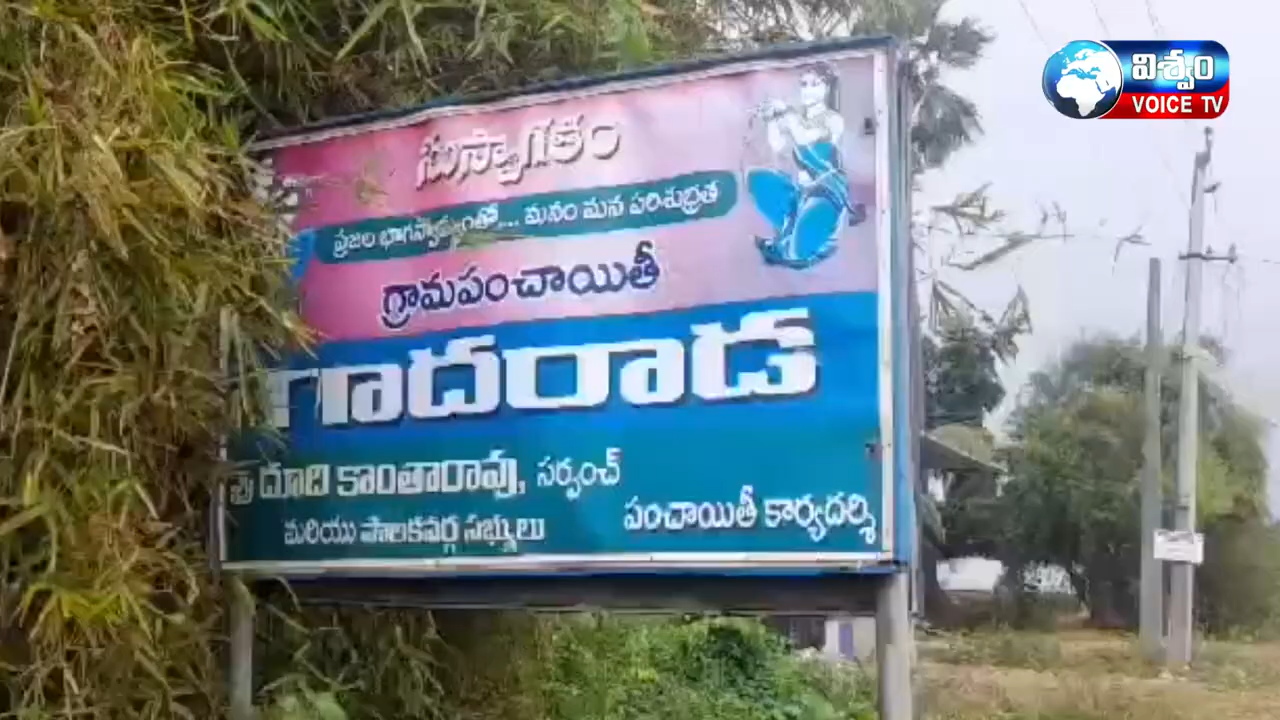 విశ్వం
VOICE TV
సుస్వాగతం
ప్రజల భాగస్వామ్యంతో... మనం మన పరిశుభ్రత
గ్రామపంచాయితీ
గాదరాడ
శ్రీ దూది కాంతారావు, సర్పంచ్
మరియు పాలకవర్గ సభ్యులు
పంచాయితీ కార్యదర్శి